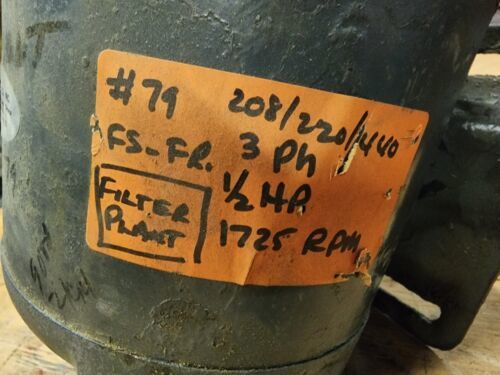 #79 208/220/440
FS-FR. 3 Ph
FILTER PLANT
1/2 HP.
1725 RPM